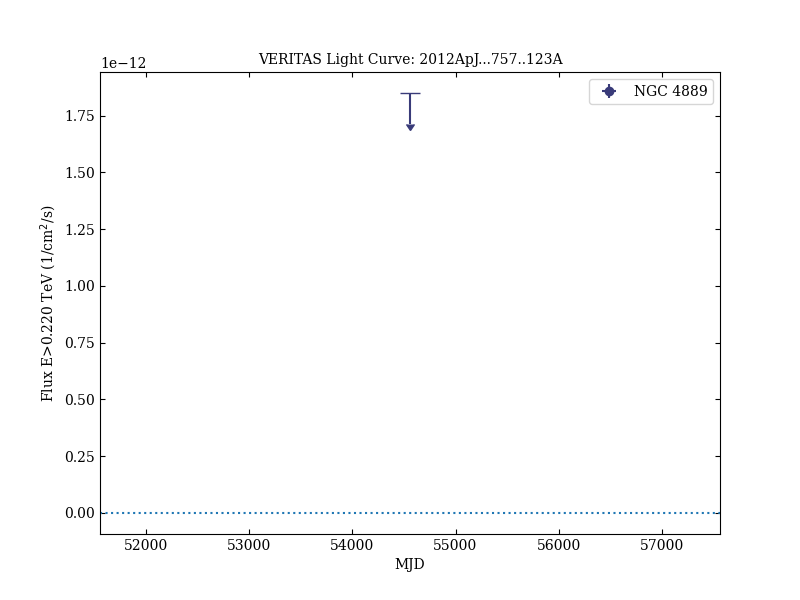 VERITAS Light Curve: 2012ApJ...757..123A
1e−12
NGC 4889
1.75
1.50
1.25
1.00
0.75
0.50
0.25
0.00
Flux E>0.220 TeV (1/cm²/s)
52000 53000 54000 55000 56000 57000
MJD